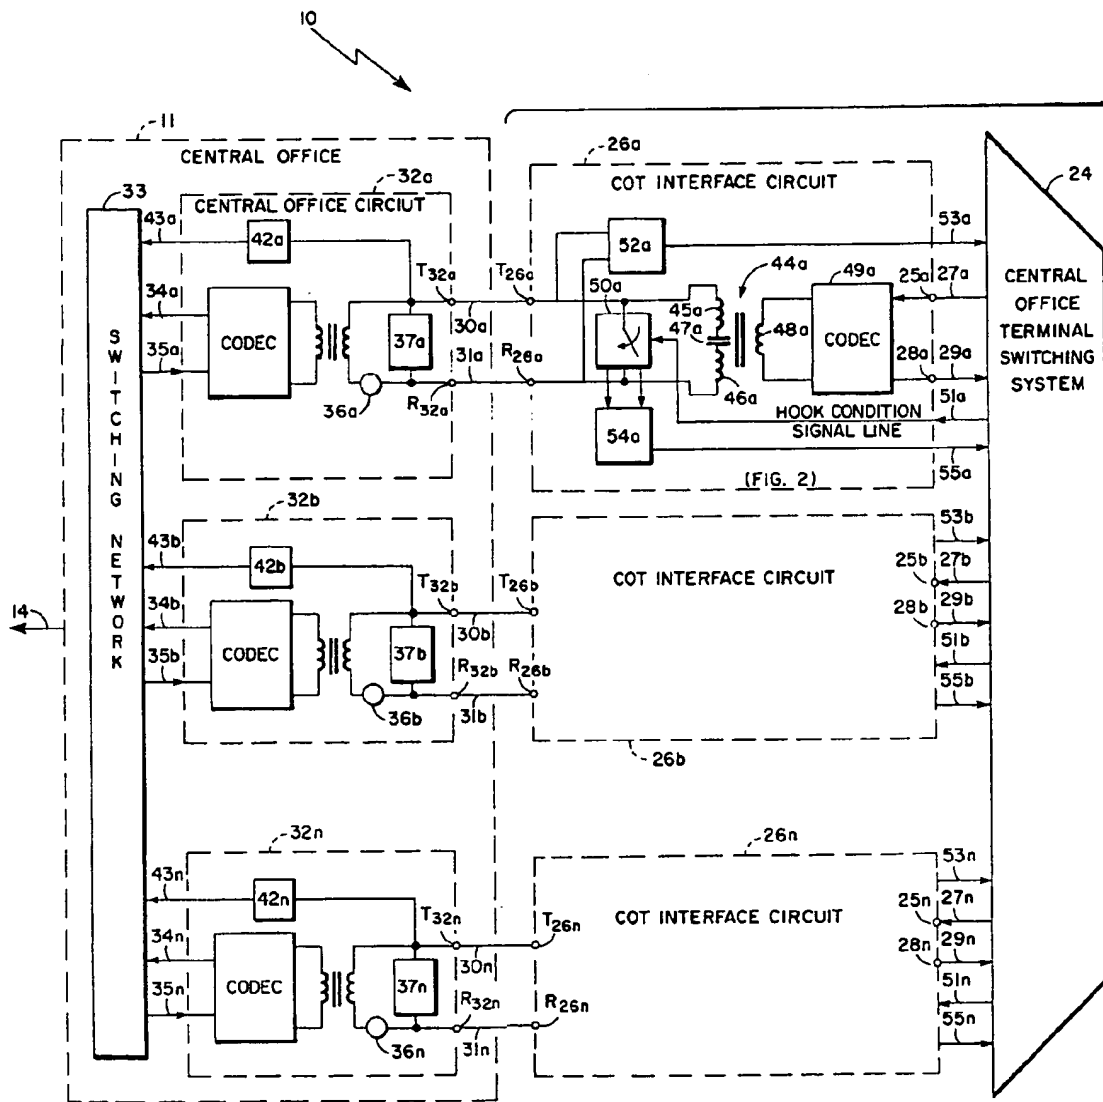 10
11
CENTRAL OFFICE
33
32a
CENTRAL OFFICE CIRCIUT
43a
42a
34a
35a
CODEC
37a
36a
T32a
R32a
30a
31a
T26a
R26a
26a
COT INTERFACE CIRCUIT
52a
50a
44a
45a
47a
46a
48a
49a
CODEC
54a
HOOK CONDITION
SIGNAL LINE
(FIG. 2)
53a
25a
27a
28a
29a
51a
55a
24
CENTRAL
OFFICE
TERMINAL
SWITCHING
SYSTEM
SWITCHING NETWORK
14
32b
43b
42b
34b
35b
CODEC
37b
36b
T32b
R32b
30b
31b
T26b
R26b
COT INTERFACE CIRCUIT
26b
53b
25b
27b
28b
29b
51b
55b
32n
43n
42n
34n
35n
CODEC
37n
36n
T32n
R32n
30n
31n
T26n
R26n
26n
COT INTERFACE CIRCUIT
53n
25n
27n
28n
29n
51n
55n